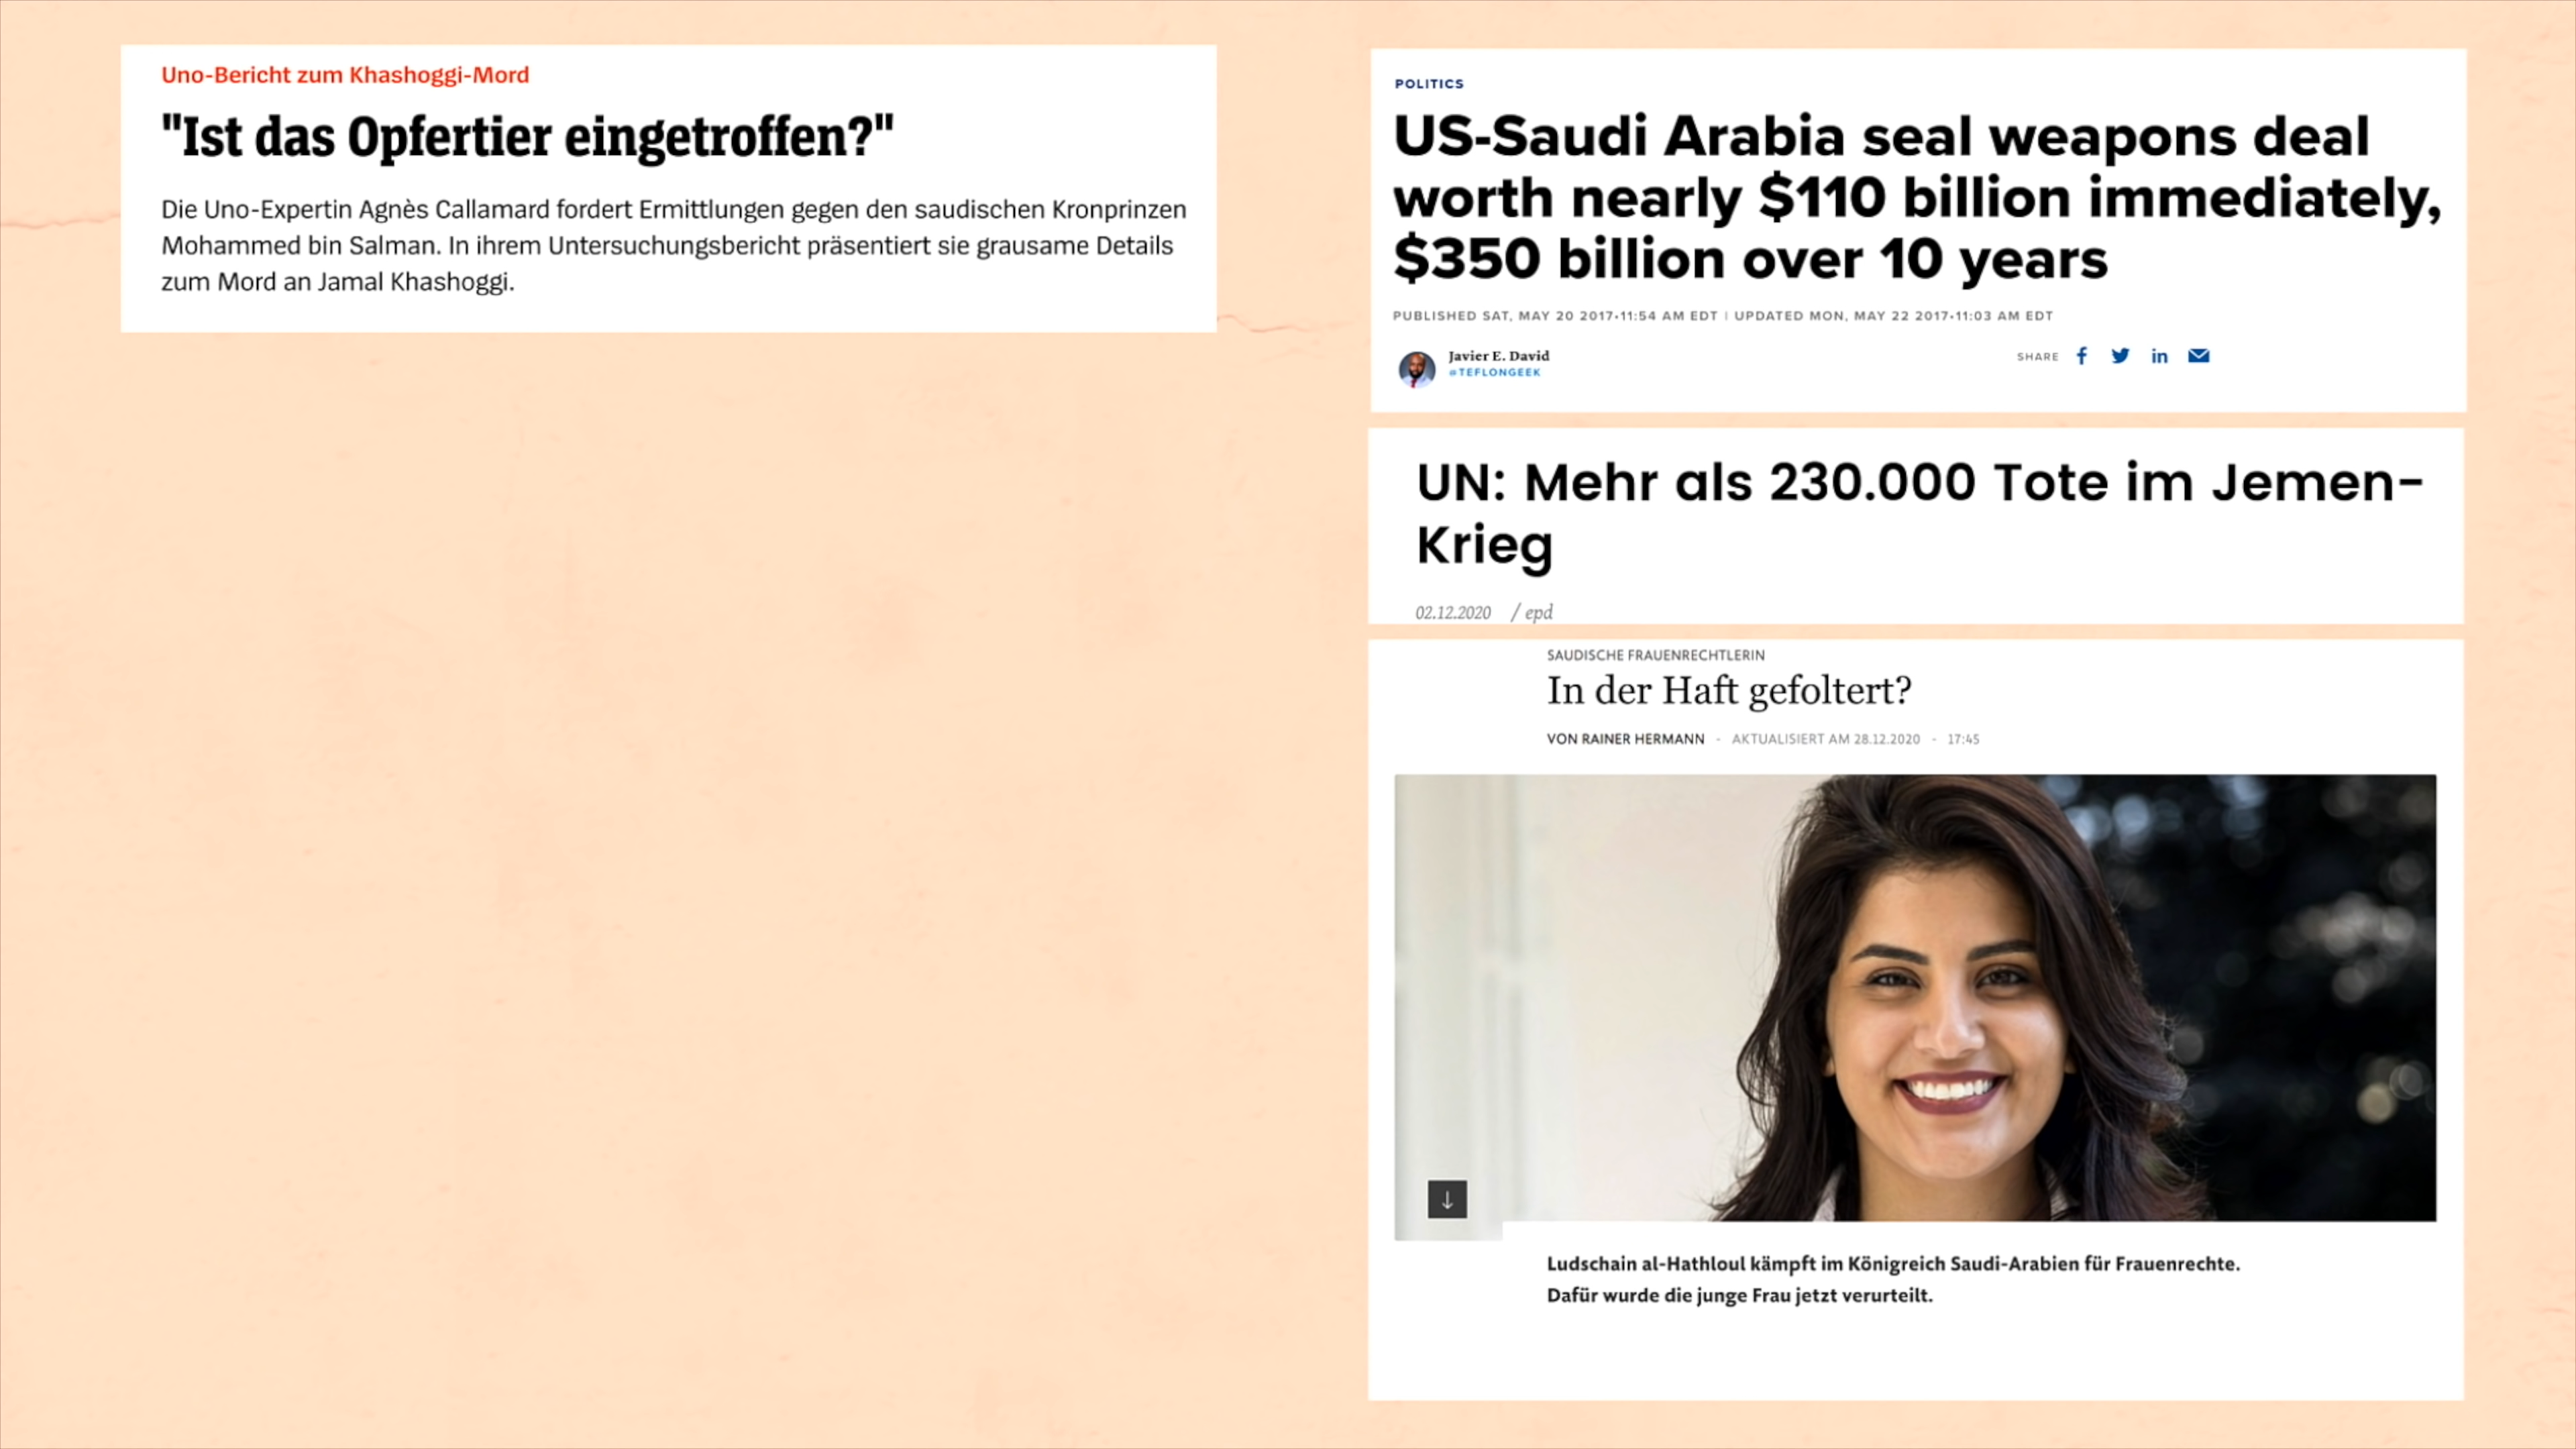 Uno-Bericht zum Khashoggi-Mord
"Ist das Opfertier eingetroffen?"
Die Uno-Expertin Agnès Callamard fordert Ermittlungen gegen den saudischen Kronprinzen
Mohammed bin Salman. In ihrem Untersuchungsbericht präsentiert sie grausame Details
zum Mord an Jamal Khashoggi.
POLITICS
US-Saudi Arabia seal weapons deal
worth nearly $110 billion immediately,
$350 billion over 10 years
PUBLISHED SAT, MAY 20 2017•11:54 AM EDT | UPDATED MON, MAY 22 2017•11:03 AM EDT
Javier E. David
@TEFLONGEEK
SHARE
UN: Mehr als 230.000 Tote im Jemen-
Krieg
02.12.2020 / epd
SAUDISCHE FRAUENRECHTLERIN
In der Haft gefoltert?
VON RAINER HERMANN - AKTUALISIERT AM 28.12.2020 - 17:45
Ludschain al-Hathloul kämpft im Königreich Saudi-Arabien für Frauenrechte.
Dafür wurde die junge Frau jetzt verurteilt.